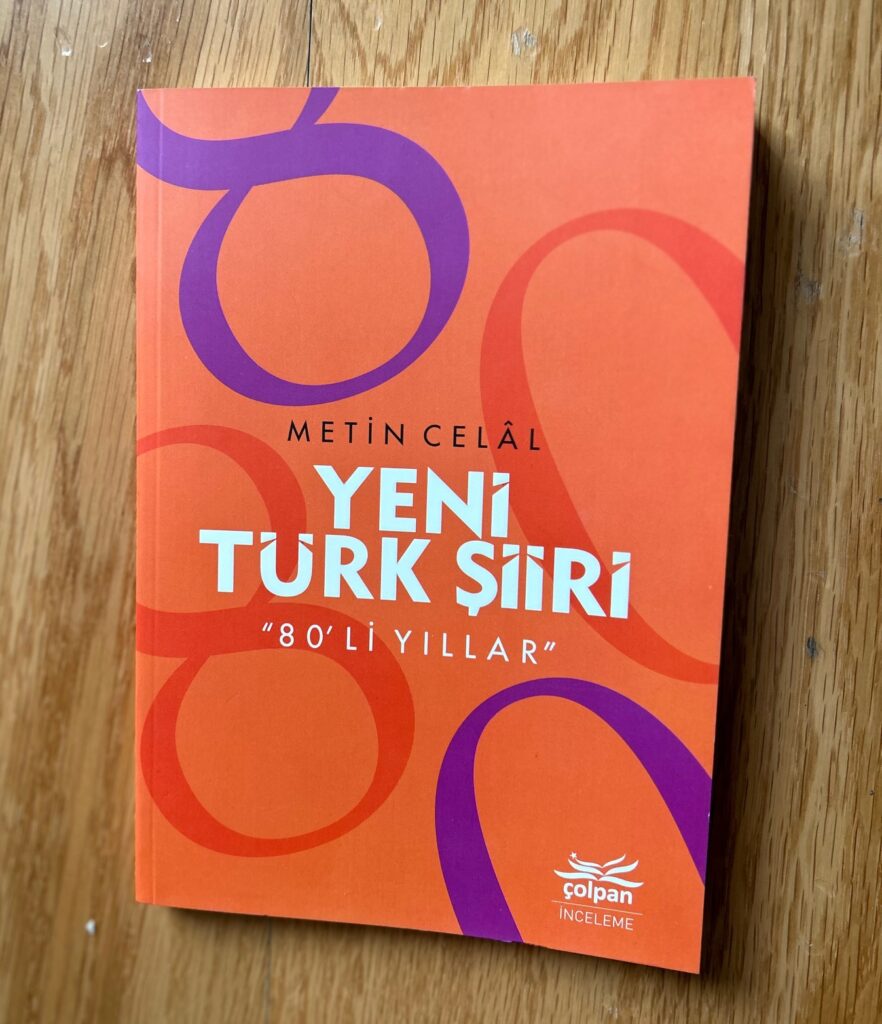 METİN CELÂL
YENİ
TÜRK ŞİİRİ
"80'Lİ YILLAR"
çolpan
İNCELEME